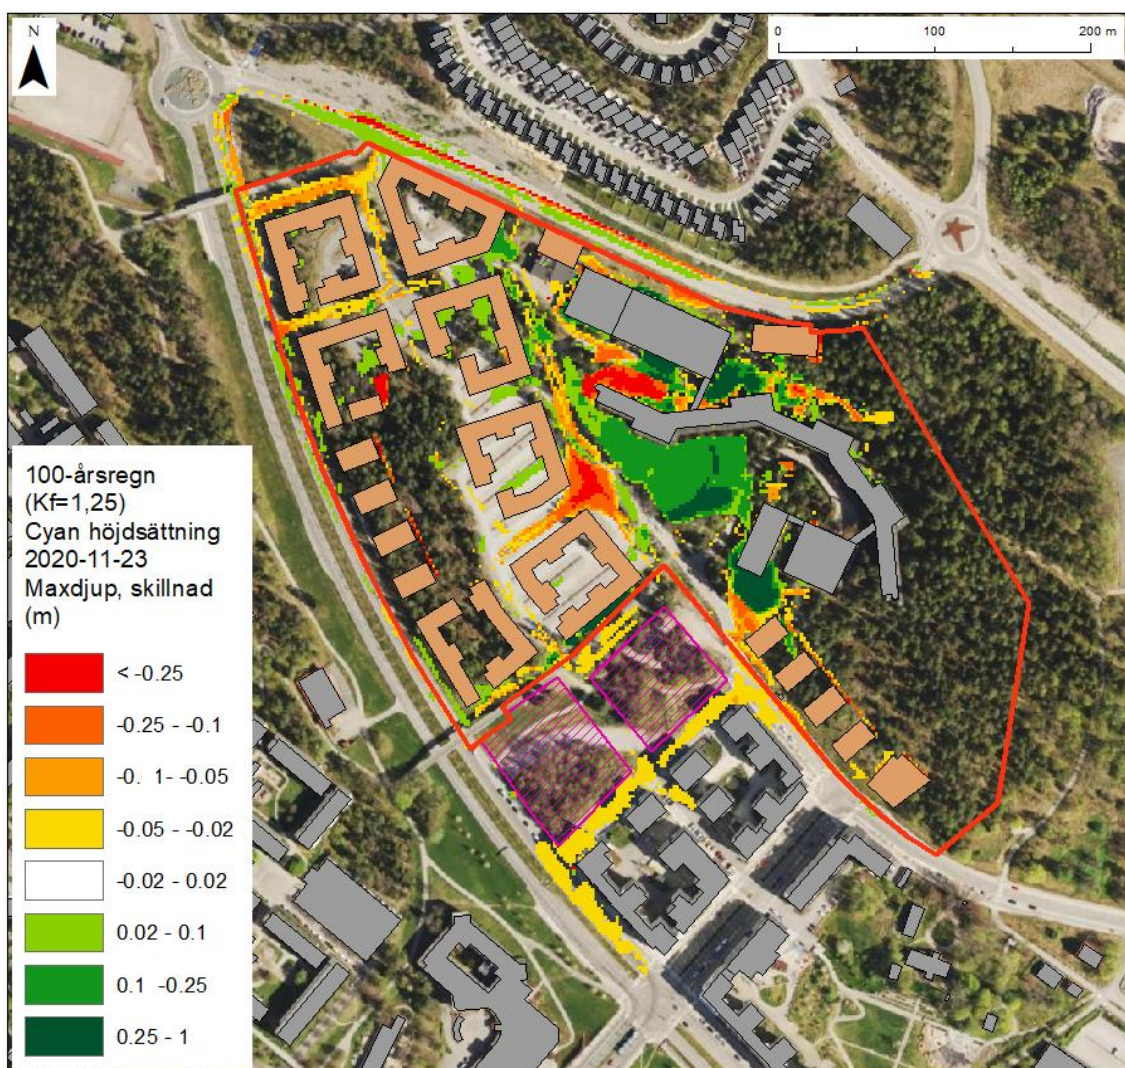 N
0 100 200 m
100-årsregn
(Kf=1,25)
Cyan höjdsättning
2020-11-23
Maxdjup, skillnad
(m)
< -0.25
-0.25 - -0.1
-0. 1- -0.05
-0.05 - -0.02
-0.02 - 0.02
0.02 - 0.1
0.1 -0.25
0.25 - 1